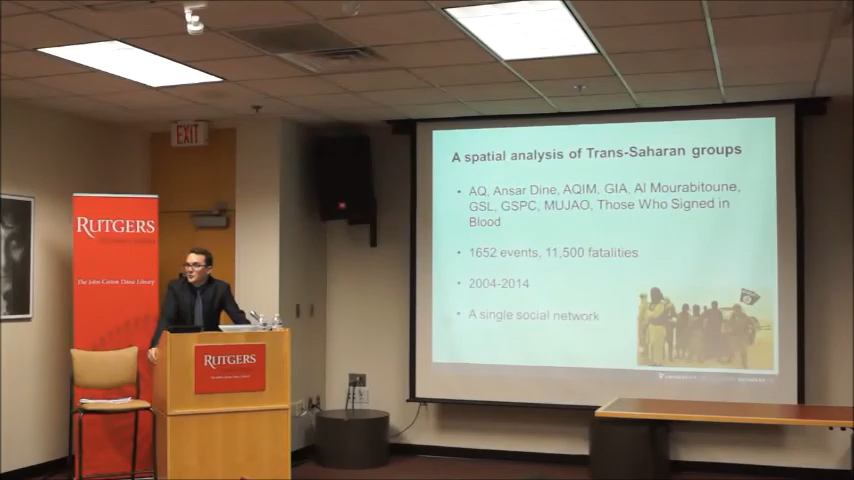 EXIT
RUTGERS
The John Cotton Dana Library
RUTGERS
A spatial analysis of Trans-Saharan groups
• AQ, Ansar Dine, AQIM, GIA, Al Mourabitoune,
GSL, GSPC, MUJAO, Those Who Signed in
Blood
• 1652 events, 11,500 fatalities
• 2004-2014
• A single social network